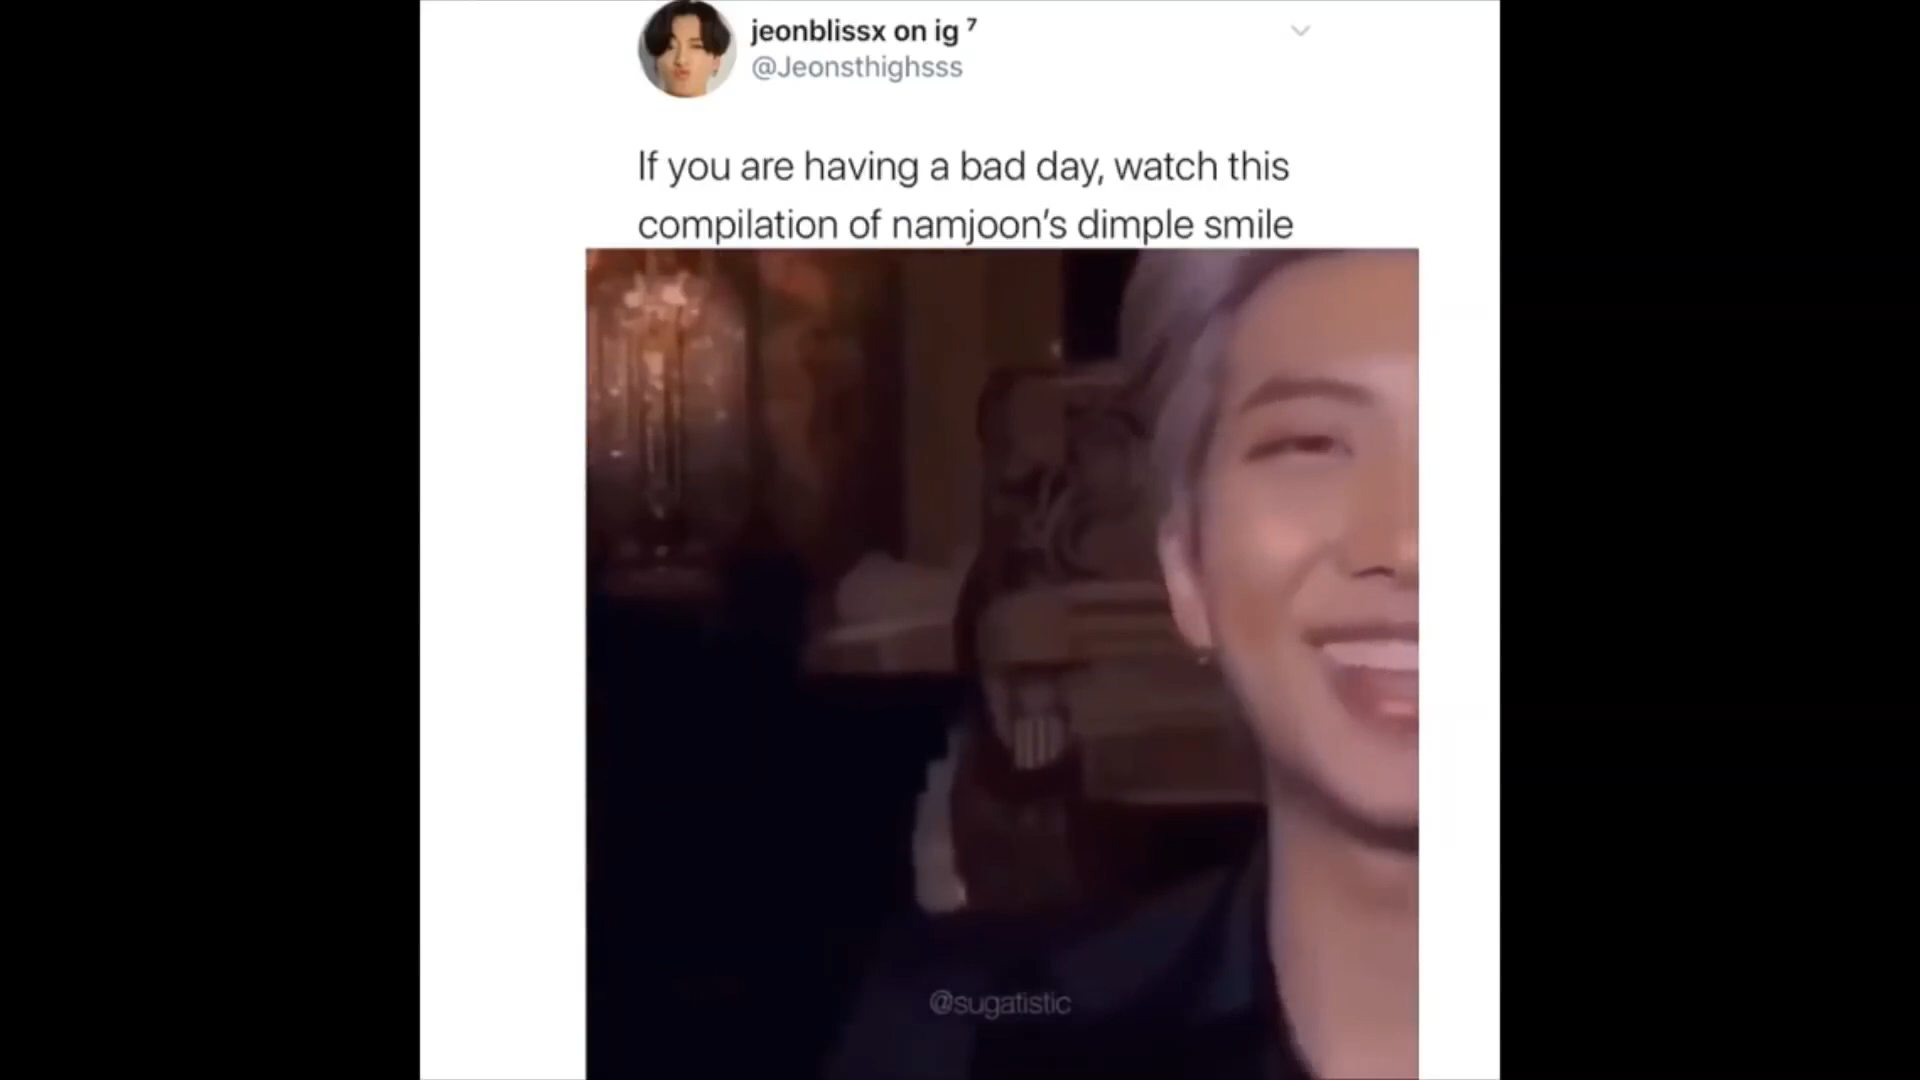 jeonblissx on ig ⁷
@Jeonsthighsss
If you are having a bad day, watch this
compilation of namjoon's dimple smile
@sugatistic